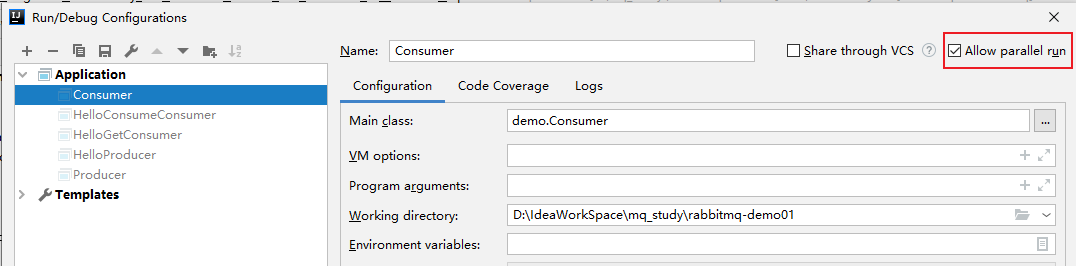 Run/Debug Configurations
Name: Consumer Share through VCS ? Allow parallel run
Application
Consumer
HelloConsumeConsumer
HelloGetConsumer
HelloProducer
Producer
Templates
Configuration Code Coverage Logs
Main class: demo.Consumer ...
VM options:
Program arguments:
Working directory: D:\IdeaWorkSpace\mq_study\rabbitmq-demo01
Environment variables: